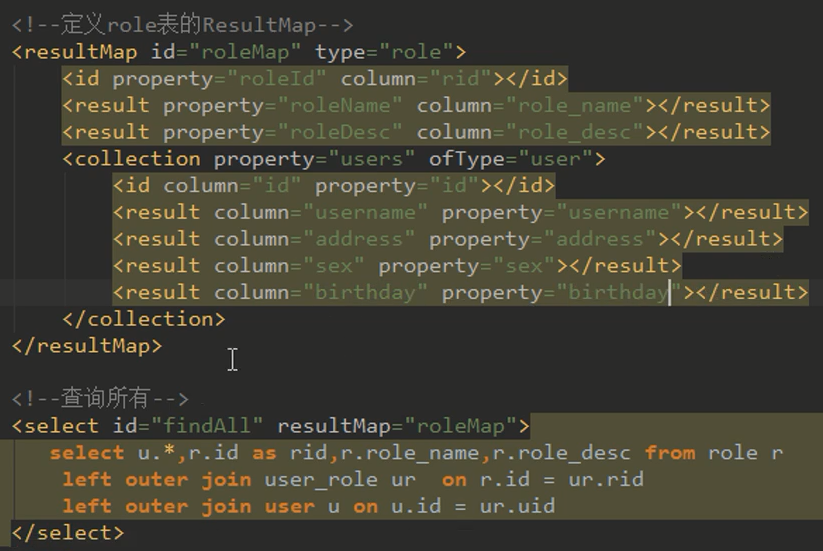 <!--定义role表的ResultMap-->
<resultMap id="roleMap" type="role">
<id property="roleId" column="rid"></id>
<result property="roleName" column="role_name"></result>
<result property="roleDesc" column="role_desc"></result>
<collection property="users" ofType="user">
<id column="id" property="id"></id>
<result column="username" property="username"></result>
<result column="address" property="address"></result>
<result column="sex" property="sex"></result>
<result column="birthday" property="birthday"></result>
</collection>
</resultMap>
<!--查询所有-->
<select id="findAll" resultMap="roleMap">
select u.*,r.id as rid,r.role_name,r.role_desc from role r
left outer join user_role ur  on r.id = ur.rid
left outer join user u on u.id = ur.uid
</select>